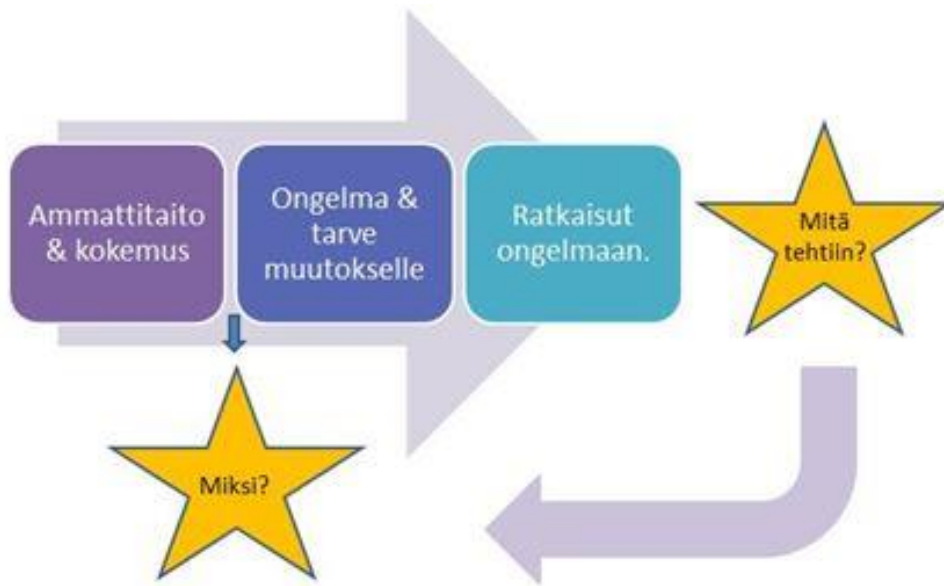 Ammattitaito
& kokemus
Ongelma &
tarve
muutokselle
Ratkaisut
ongelmaan.
Mitä
tehtiin?
Miksi?